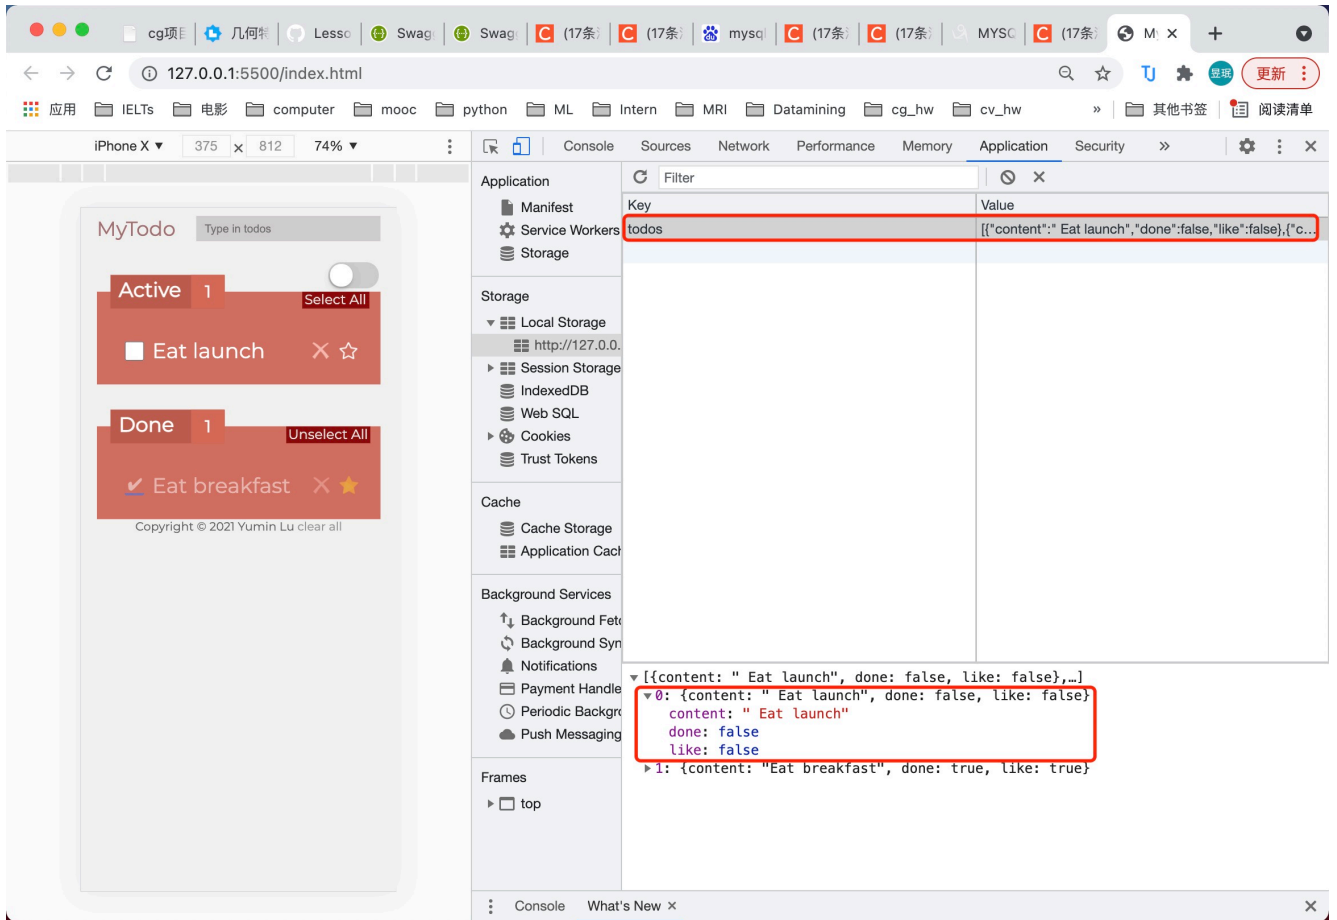 cg项目 几何特 Lesso Swag Swag (17条 (17条 mysql (17条 (17条 MYSQ (17条 M
127.0.0.1:5500/index.html 昱珉 更新
应用 IELTs 电影 computer mooc python ML Intern MRI Datamining cg_hw cv_hw » 其他书签 阅读清单
iPhone X ▼ 375 x 812 74% ▼
Console Sources Network Performance Memory Application Security »
MyTodo Type in todos
Active 1
Select All
Eat launch
Done 1
Unselect All
Eat breakfast
Copyright © 2021 Yumin Lu clear all
Application
Manifest
Service Workers
Storage
Storage
Local Storage
http://127.0.0.
Session Storage
IndexedDB
Web SQL
Cookies
Trust Tokens
Cache
Cache Storage
Application Cach
Background Services
Background Fetc
Background Syn
Notifications
Payment Handle
Periodic Backgro
Push Messaging
Frames
top
Filter
Key Value
todos [{"content":" Eat launch","done":false,"like":false},{"c...
[{content: " Eat launch", done: false, like: false},…]
0: {content: " Eat launch", done: false, like: false}
content: " Eat launch"
done: false
like: false
1: {content: "Eat breakfast", done: true, like: true}
Console What's New ×